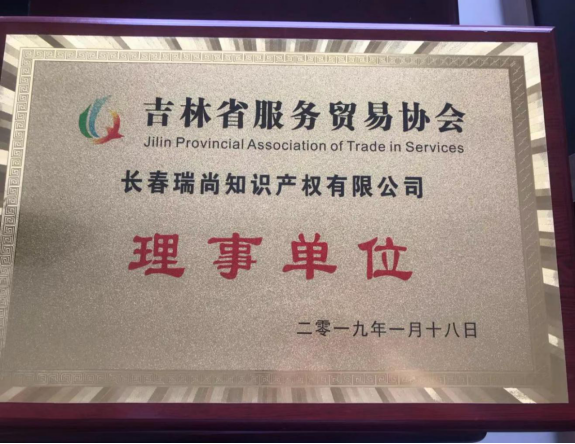 吉林省服务贸易协会
Jilin Provincial Association of Trade in Services
长春瑞尚知识产权有限公司
理事单位
二零一九年一月十八日